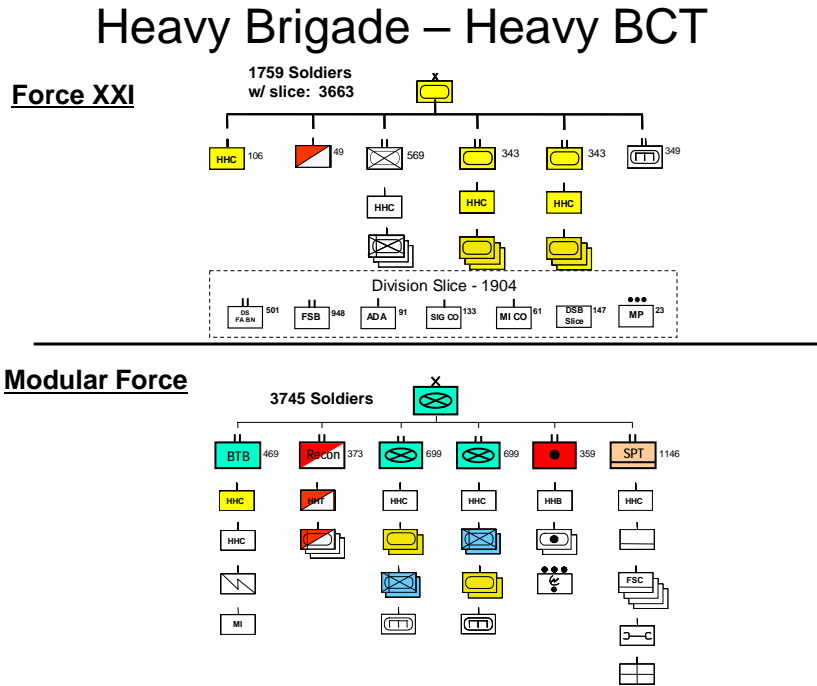 Heavy Brigade – Heavy BCT
Force XXI
1759 Soldiers
w/ slice: 3663
X
HHC 106
49
569
343
343
349
HHC
HHC
HHC
Division Slice - 1904
DS
FA BN 501
FSB 948
ADA 91
SIG CO 133
MI CO 61
DSB
Slice 147
MP 23
Modular Force
3745 Soldiers
X
BTB 469
Recon 373
699
699
359
SPT 1146
HHC
HHT
HHC
HHC
HHB
HHC
HHC
FSC
MI